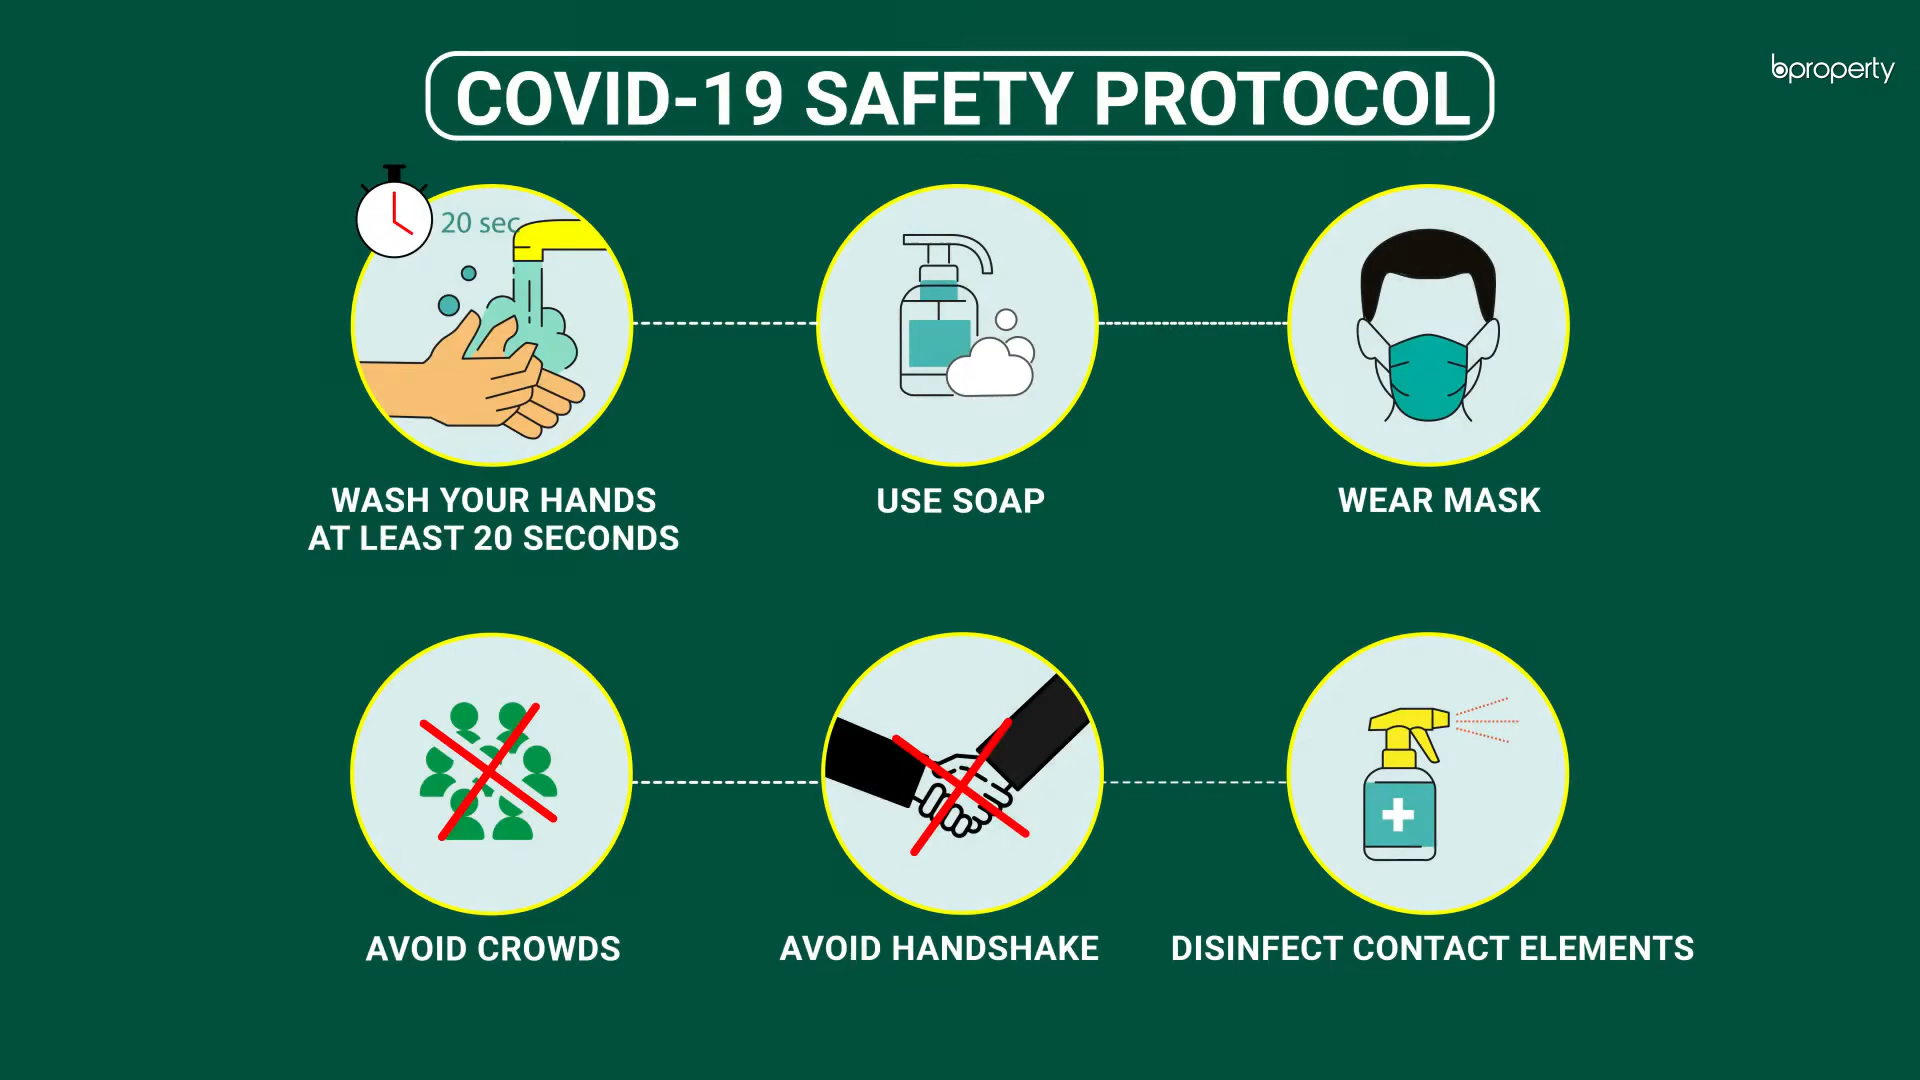 COVID-19 SAFETY PROTOCOL
bproperty
20 sec
WASH YOUR HANDS
AT LEAST 20 SECONDS
USE SOAP
WEAR MASK
AVOID CROWDS
AVOID HANDSHAKE
DISINFECT CONTACT ELEMENTS